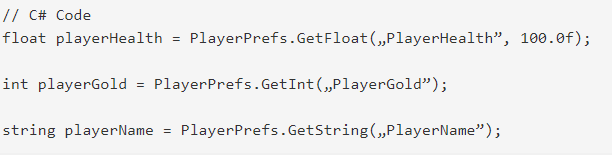 // C# Code
float playerHealth = PlayerPrefs.GetFloat(„PlayerHealth”, 100.0f);
int playerGold = PlayerPrefs.GetInt(„PlayerGold”);
string playerName = PlayerPrefs.GetString(„PlayerName”);